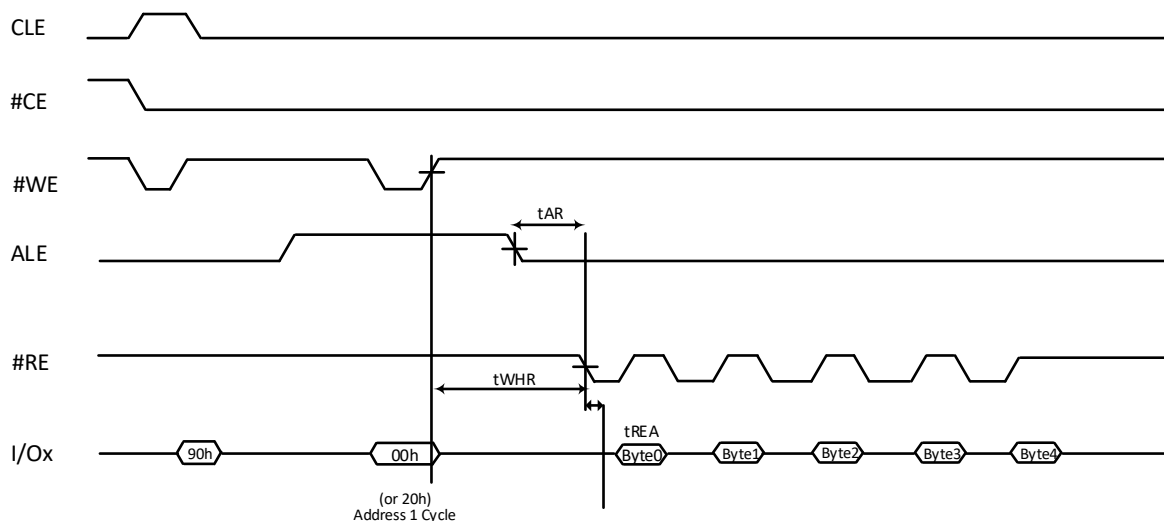 CLE
#CE
#WE
tAR
ALE
#RE
tWHR
tREA
I/Ox
90h
00h
Byte0
Byte1
Byte2
Byte3
Byte4
(or 20h)
Address 1 Cycle